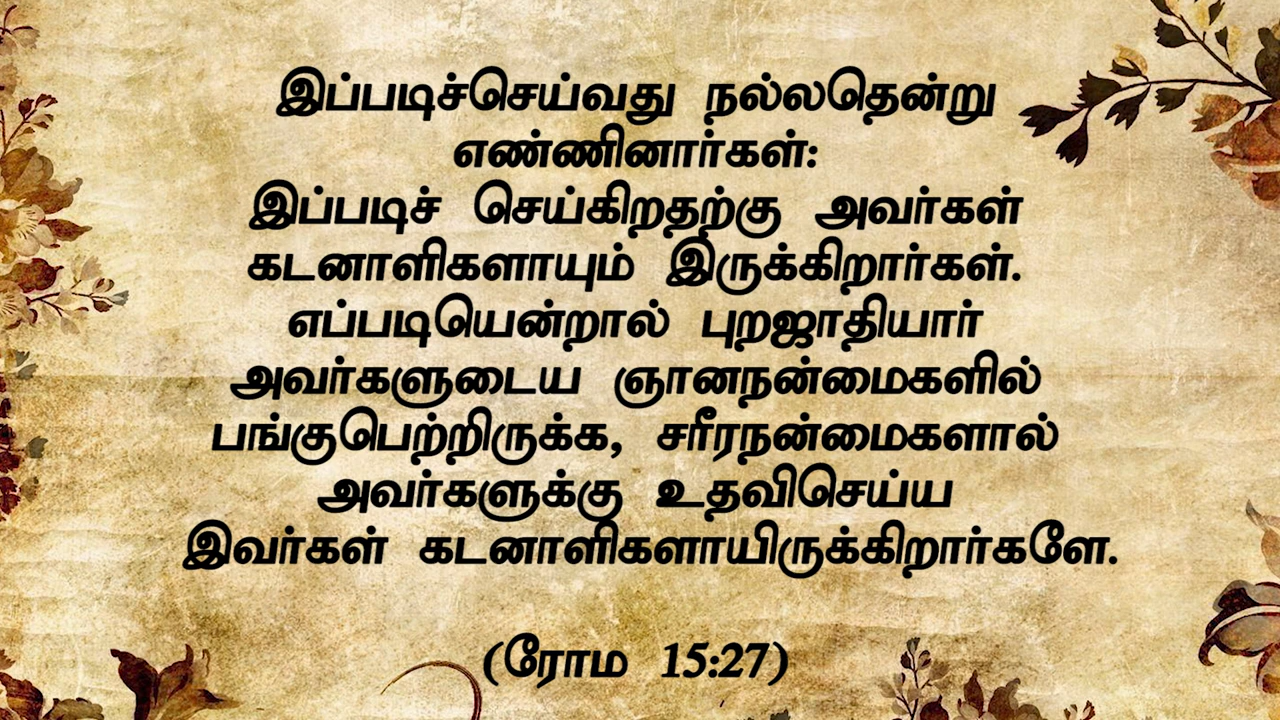 இப்படிச்செய்வது நல்லதென்று
எண்ணினார்கள்:
இப்படிச் செய்கிறதற்கு அவர்கள்
கடனாளிகளாயும் இருக்கிறார்கள்.
எப்படியென்றால் புறஜாதியார்
அவர்களுடைய ஞானநன்மைகளில்
பங்குபெற்றிருக்க, சரீரநன்மைகளால்
அவர்களுக்கு உதவிசெய்ய
இவர்கள் கடனாளிகளாயிருக்கிறார்களே.
(ரோம 15:27)